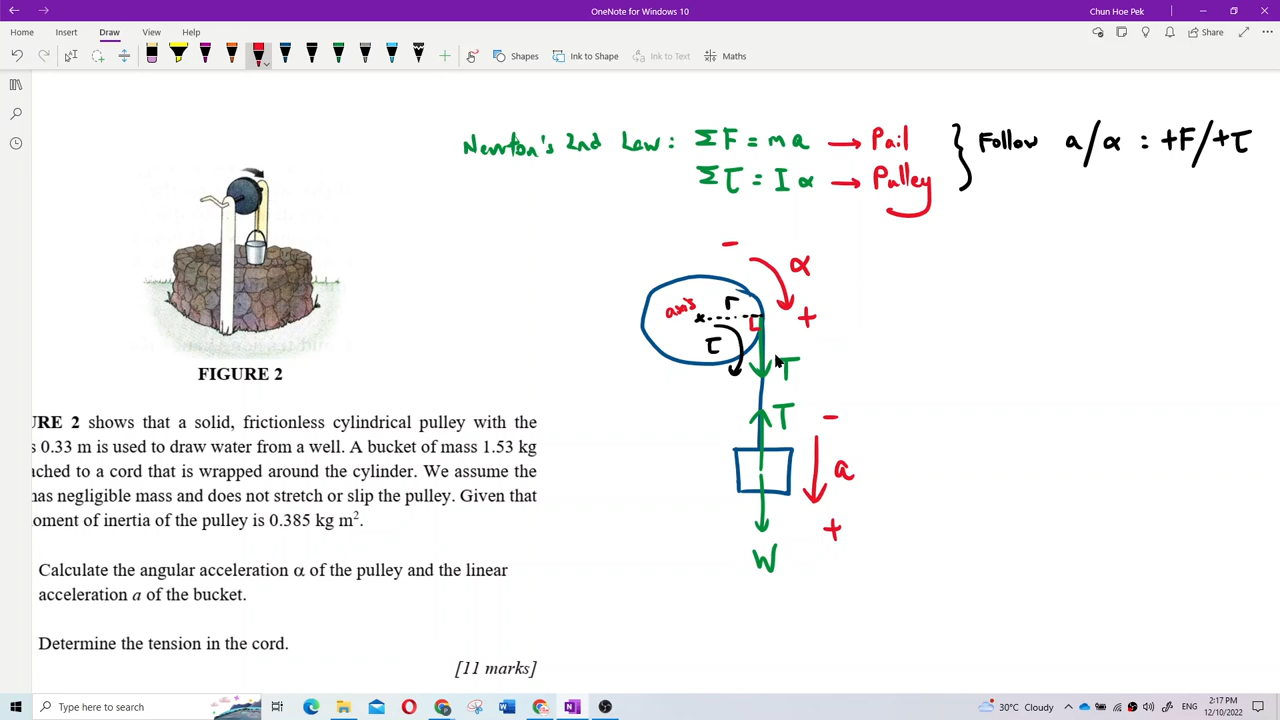 OneNote for Windows 10
Chun Hoe Pek
Home Insert Draw View Help
Share
Shapes Ink to Shape Ink to Text Maths
Newton's 2nd Law: ΣF = ma → Pail } Follow a/α : +F/+τ
Στ = Iα → Pulley
- α
axis r +
τ
T
T -
a
+
W
FIGURE 2
URE 2 shows that a solid, frictionless cylindrical pulley with the
s 0.33 m is used to draw water from a well. A bucket of mass 1.53 kg
ached to a cord that is wrapped around the cylinder. We assume the
has negligible mass and does not stretch or slip the pulley. Given that
oment of inertia of the pulley is 0.385 kg m².
Calculate the angular acceleration α of the pulley and the linear
acceleration a of the bucket.
Determine the tension in the cord.
[11 marks]
Type here to search
30°C Cloudy
ENG
2:17 PM
12/10/2022